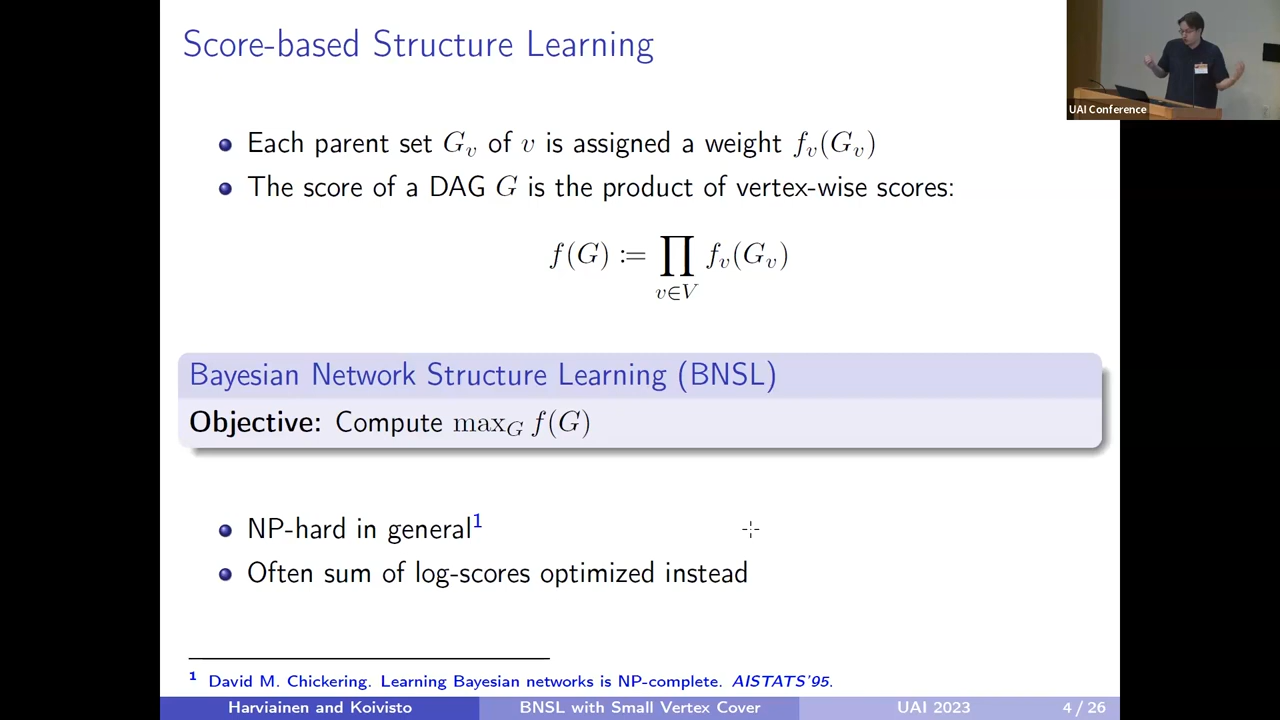 Score-based Structure Learning
UAI Conference
Each parent set G_v of v is assigned a weight f_v(G_v)
The score of a DAG G is the product of vertex-wise scores:
f(G) := ∏_{v∈V} f_v(G_v)
Bayesian Network Structure Learning (BNSL)
Objective: Compute max_G f(G)
NP-hard in general¹
Often sum of log-scores optimized instead
¹ David M. Chickering. Learning Bayesian networks is NP-complete. AISTATS'95.
Harviainen and Koivisto BNSL with Small Vertex Cover UAI 2023 4 / 26